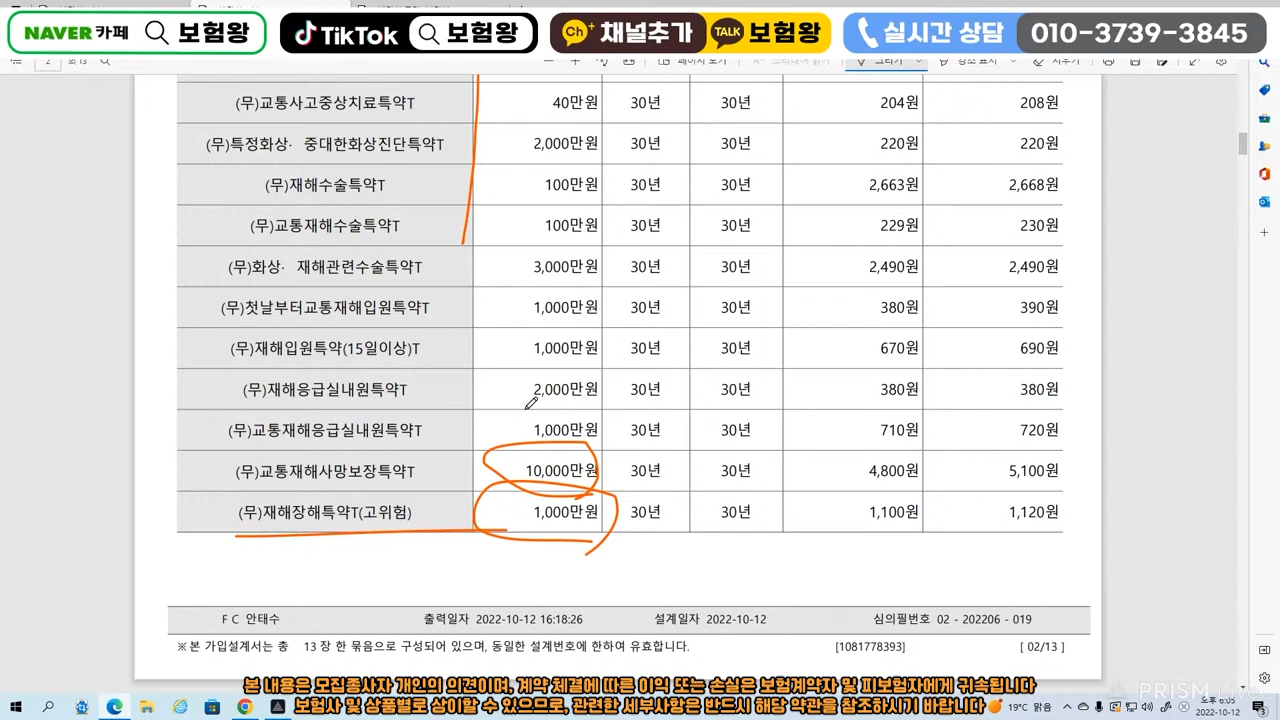 NAVER 카페 보험왕 TikTok 보험왕 Ch+ 채널추가 TALK 보험왕 실시간 상담 010-3739-3845
2
(무)교통사고중상치료특약T 40만원 30년 30년 204원 208원
(무)특정화상· 중대한화상진단특약T 2,000만원 30년 30년 220원 220원
(무)재해수술특약T 100만원 30년 30년 2,663원 2,668원
(무)교통재해수술특약T 100만원 30년 30년 229원 230원
(무)화상· 재해관련수술특약T 3,000만원 30년 30년 2,490원 2,490원
(무)첫날부터교통재해입원특약T 1,000만원 30년 30년 380원 390원
(무)재해입원특약(15일이상)T 1,000만원 30년 30년 670원 690원
(무)재해응급실내원특약T 2,000만원 30년 30년 380원 380원
(무)교통재해응급실내원특약T 1,000만원 30년 30년 710원 720원
(무)교통재해사망보장특약T 10,000만원 30년 30년 4,800원 5,100원
(무)재해장해특약T(고위험) 1,000만원 30년 30년 1,100원 1,120원
F C 안태수 출력일자 2022-10-12 16:18:26 설계일자 2022-10-12 심의필번호 02 - 202206 - 019
※본 가입설계서는 총 13 장 한 묶음으로 구성되어 있으며, 동일한 설계번호에 한하여 유효합니다. [1081778393] [ 02/13 ]
본 내용은 모집종사자 개인의 의견이며, 계약 체결에 따른 이익 또는 손실은 보험계약자 및 피보험자에게 귀속됩니다
보험사 및 상품별로 상이할 수 있으므로, 관련한 세부사항은 반드시 해당 약관을 참조하시기 바랍니다
PRISM Live
19℃ 맑음 오후 6:05
2022-10-12